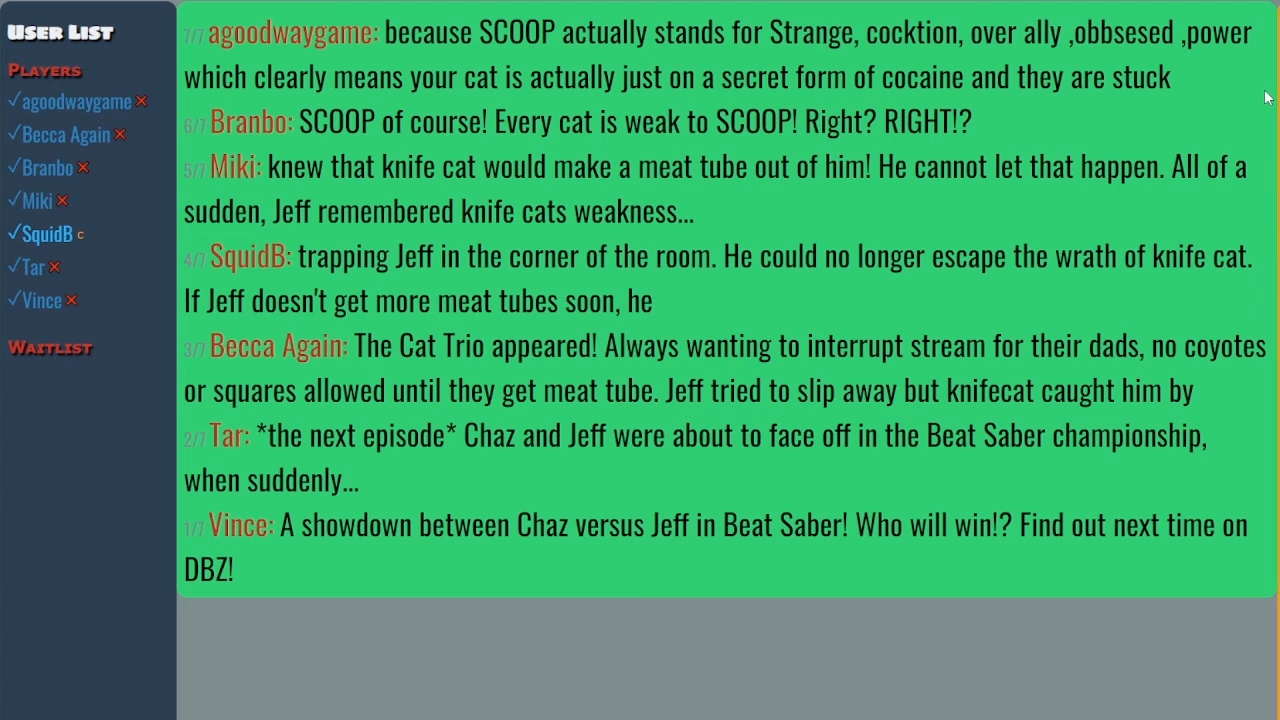 User List
Players
✓agoodwaygame ✕
✓Becca Again ✕
✓Branbo ✕
✓Miki ✕
✓SquidB c
✓Tar ✕
✓Vince ✕
Waitlist
7/7 agoodwaygame: because SCOOP actually stands for Strange, cocktion, over ally ,obbsesed ,power
which clearly means your cat is actually just on a secret form of cocaine and they are stuck
6/7 Branbo: SCOOP of course! Every cat is weak to SCOOP! Right? RIGHT!?
5/7 Miki: knew that knife cat would make a meat tube out of him! He cannot let that happen. All of a
sudden, Jeff remembered knife cats weakness...
4/7 SquidB: trapping Jeff in the corner of the room. He could no longer escape the wrath of knife cat.
If Jeff doesn't get more meat tubes soon, he
3/7 Becca Again: The Cat Trio appeared! Always wanting to interrupt stream for their dads, no coyotes
or squares allowed until they get meat tube. Jeff tried to slip away but knifecat caught him by
2/7 Tar: *the next episode* Chaz and Jeff were about to face off in the Beat Saber championship,
when suddenly...
1/7 Vince: A showdown between Chaz versus Jeff in Beat Saber! Who will win!? Find out next time on
DBZ!